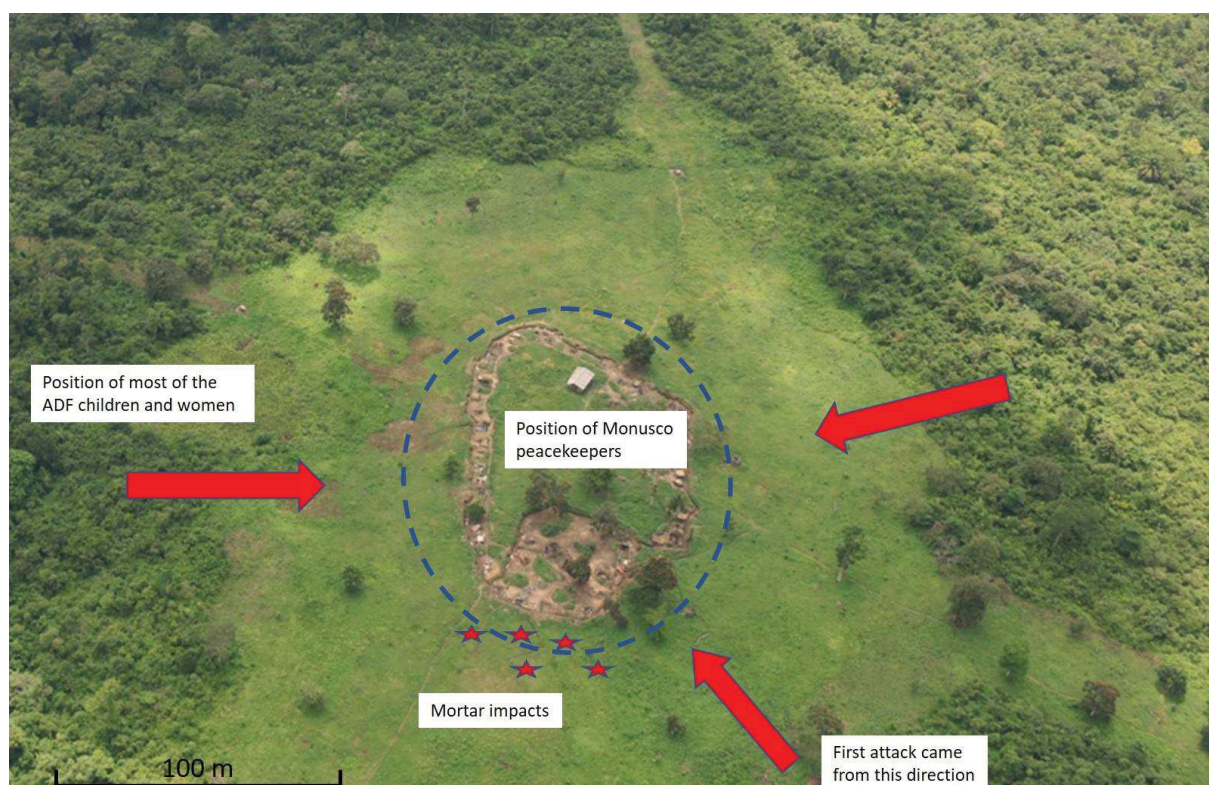 Position of most of the
ADF children and women
Position of Monusco
peacekeepers
Mortar impacts
100 m
First attack came
from this direction